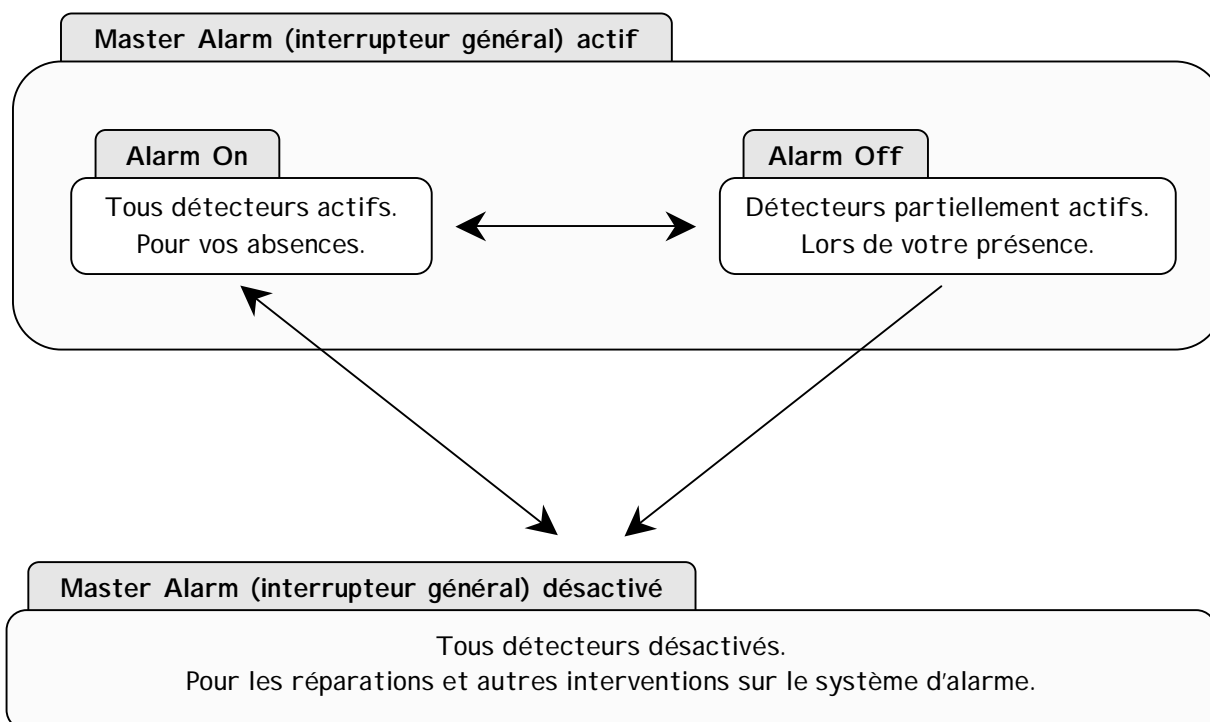 Master Alarm (interrupteur général) actif
Alarm On
Tous détecteurs actifs.
Pour vos absences.
Alarm Off
Détecteurs partiellement actifs.
Lors de votre présence.
Master Alarm (interrupteur général) désactivé
Tous détecteurs désactivés.
Pour les réparations et autres interventions sur le système d'alarme.